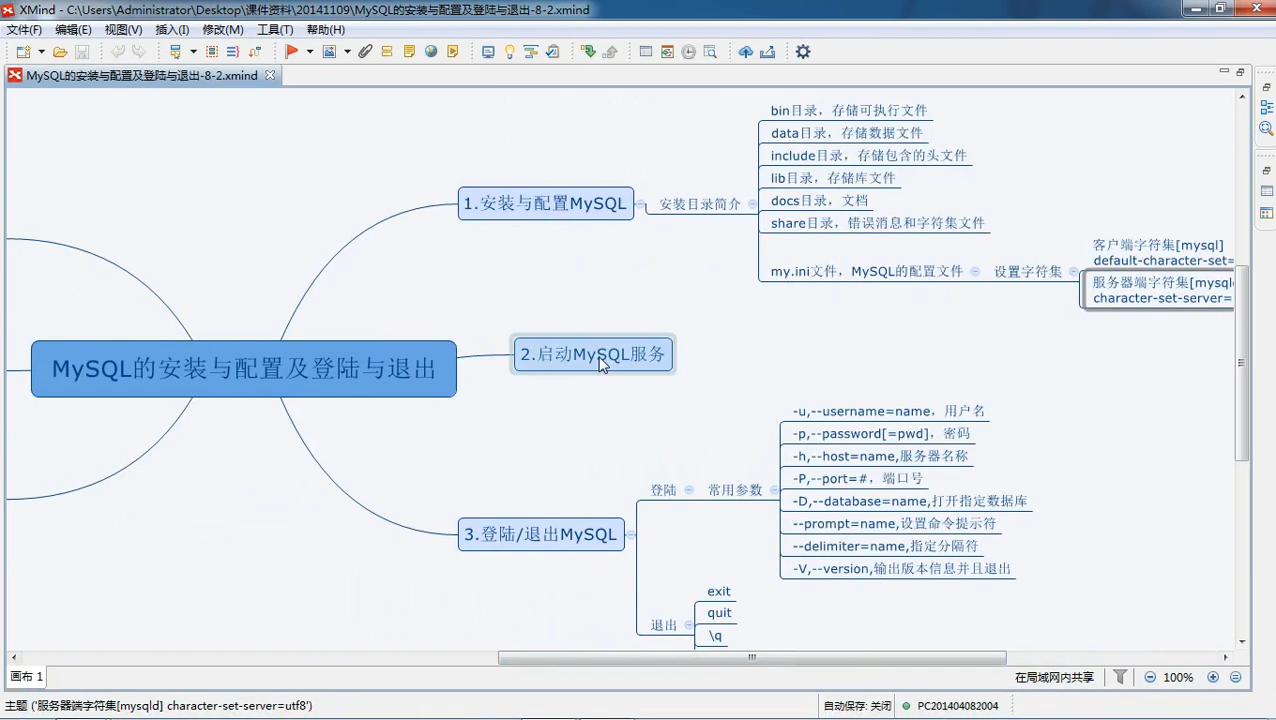 XMind - C:\Users\Administrator\Desktop\课件资料\20141109\MySQL的安装与配置及登陆与退出-8-2.xmind
文件(F) 编辑(E) 视图(V) 插入(I) 修改(M) 工具(T) 帮助(H)
MySQL的安装与配置及登陆与退出-8-2.xmind
bin目录，存储可执行文件
data目录，存储数据文件
include目录，存储包含的头文件
lib目录，存储库文件
docs目录，文档
share目录，错误消息和字符集文件
1.安装与配置MySQL
安装目录简介
my.ini文件，MySQL的配置文件
设置字符集
客户端字符集[mysql]
default-character-set=
服务器端字符集[mysqld
character-set-server=
2.启动MySQL服务
MySQL的安装与配置及登陆与退出
-u,--username=name，用户名
-p,--password[=pwd]，密码
-h,--host=name,服务器名称
-P,--port=#，端口号
-D,--database=name,打开指定数据库
--prompt=name,设置命令提示符
--delimiter=name,指定分隔符
-V,--version,输出版本信息并且退出
登陆
常用参数
3.登陆/退出MySQL
退出
exit
quit
\q
画布 1
在局域网内共享
100%
主题 ('服务器端字符集[mysqld] character-set-server=utf8')
自动保存: 关闭
PC201404082004